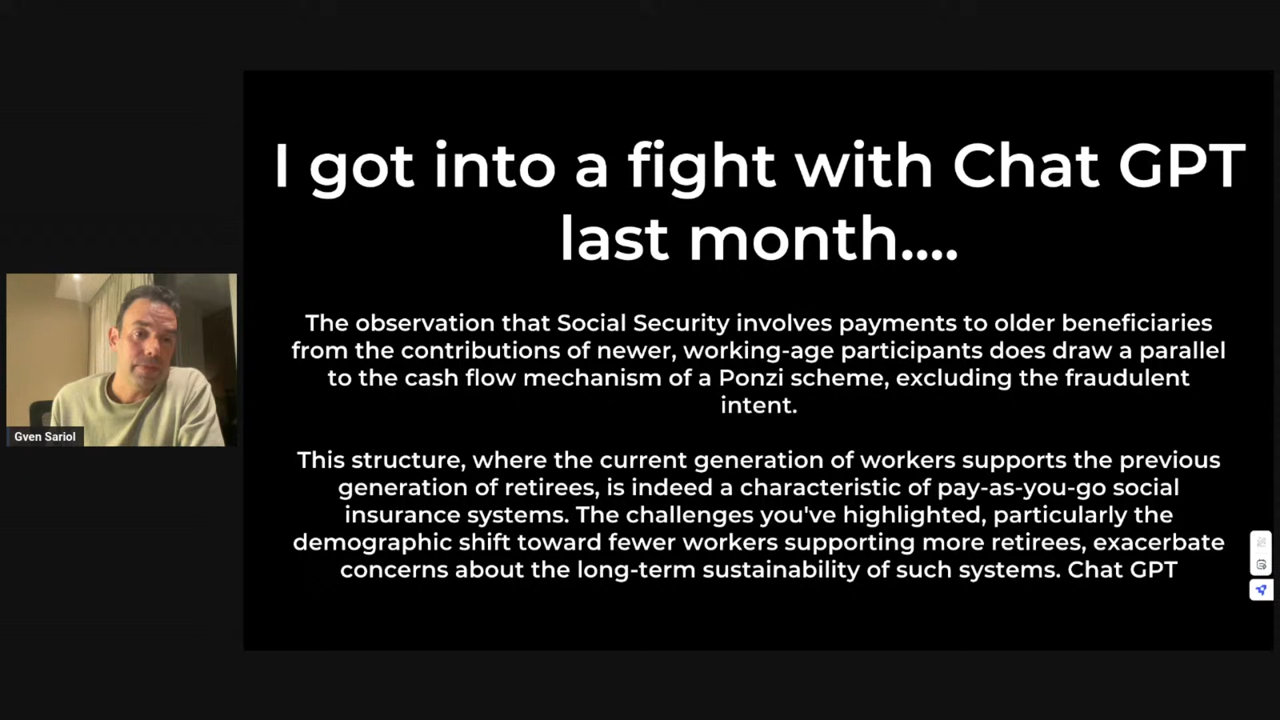 I got into a fight with Chat GPT
last month....
The observation that Social Security involves payments to older beneficiaries
from the contributions of newer, working-age participants does draw a parallel
to the cash flow mechanism of a Ponzi scheme, excluding the fraudulent
intent.
This structure, where the current generation of workers supports the previous
generation of retirees, is indeed a characteristic of pay-as-you-go social
insurance systems. The challenges you've highlighted, particularly the
demographic shift toward fewer workers supporting more retirees, exacerbate
concerns about the long-term sustainability of such systems. Chat GPT
Gven Sariol